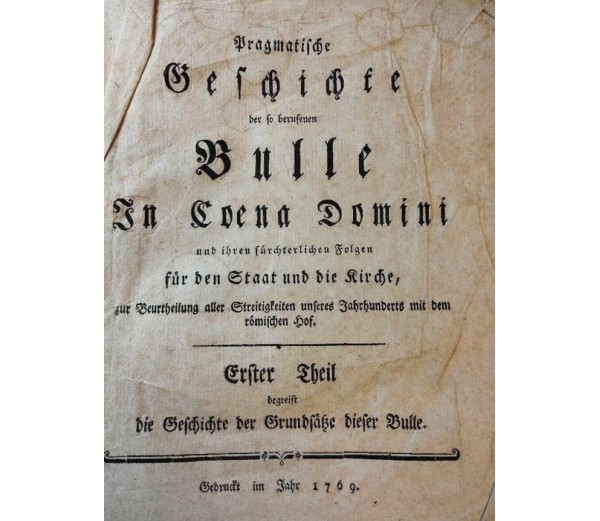 Pragmatische
Geschichte
der so berufenen
Bulle
In Coena Domini
und ihren fürchterlichen Folgen
für den Staat und die Kirche,
zur Beurtheilung aller Streitigkeiten unseres Jahrhunderts mit dem
römischen Hof.
Erster Theil
begreift
die Geschichte der Grundsätze dieser Bulle.
Gedruckt im Jahr 1769.